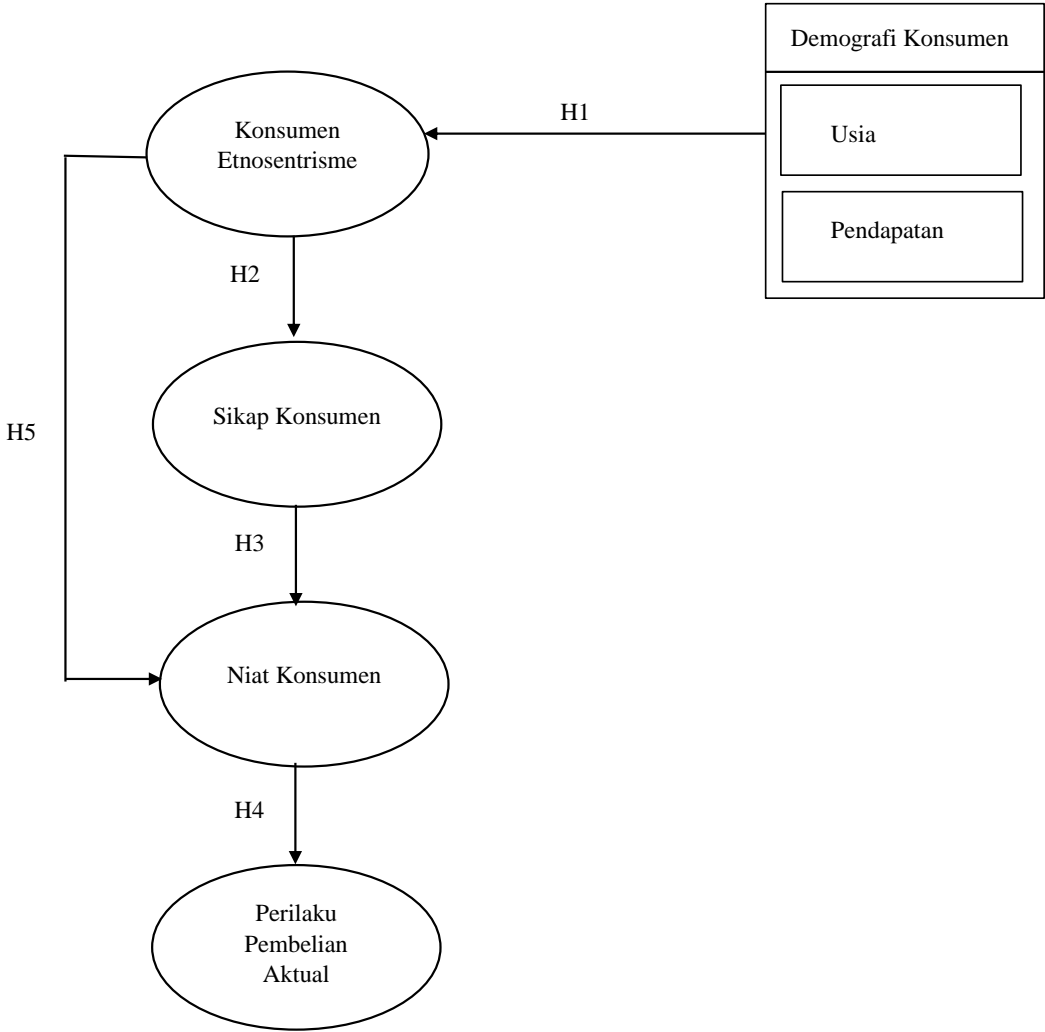 Demografi Konsumen
Usia
Pendapatan
H1
Konsumen
Etnosentrisme
H2
Sikap Konsumen
H5
H3
Niat Konsumen
H4
Perilaku
Pembelian
Aktual